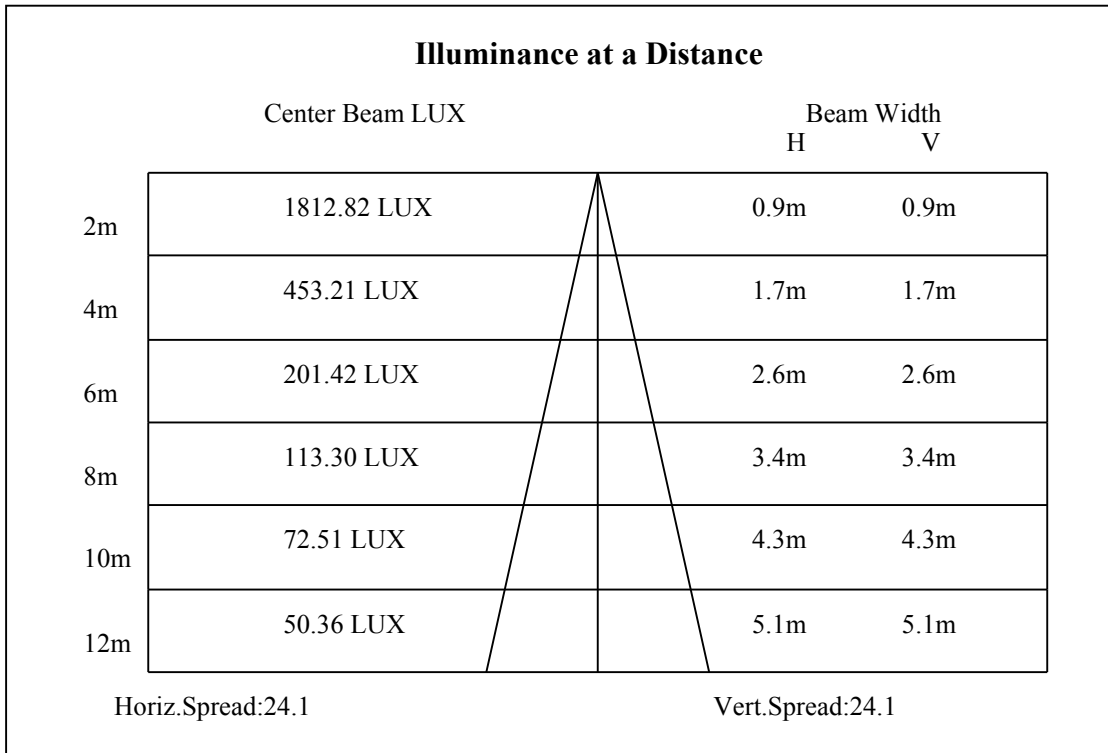 Illuminance at a Distance
Center Beam LUX Beam Width
H V
2m 1812.82 LUX 0.9m 0.9m
4m 453.21 LUX 1.7m 1.7m
6m 201.42 LUX 2.6m 2.6m
8m 113.30 LUX 3.4m 3.4m
10m 72.51 LUX 4.3m 4.3m
12m 50.36 LUX 5.1m 5.1m
Horiz.Spread:24.1 Vert.Spread:24.1